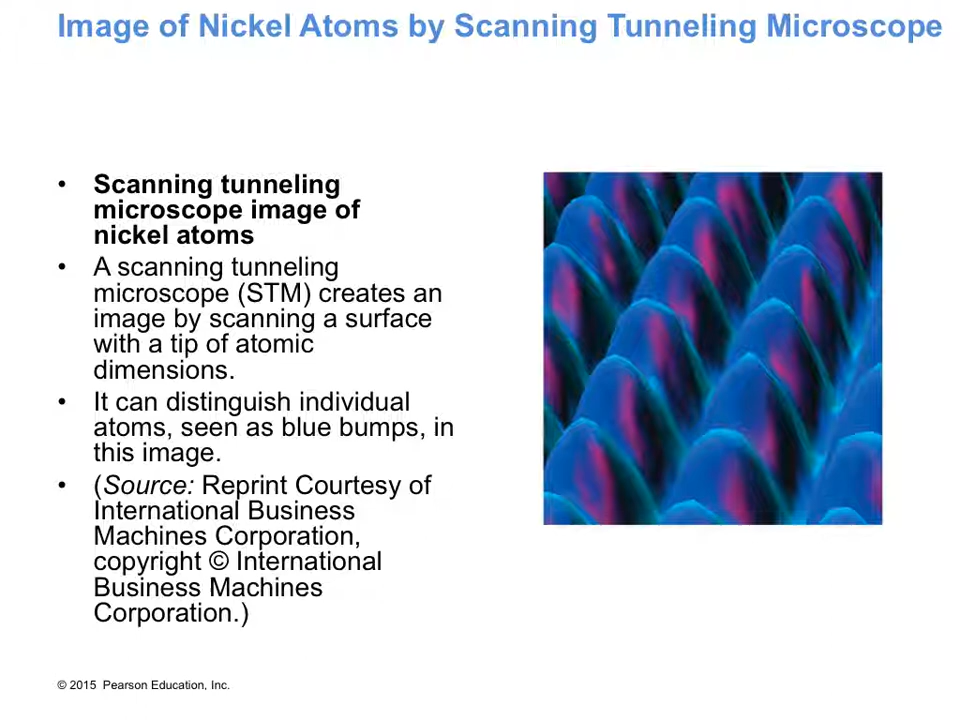 Image of Nickel Atoms by Scanning Tunneling Microscope
• Scanning tunneling
microscope image of
nickel atoms
• A scanning tunneling
microscope (STM) creates an
image by scanning a surface
with a tip of atomic
dimensions.
• It can distinguish individual
atoms, seen as blue bumps, in
this image.
• (Source: Reprint Courtesy of
International Business
Machines Corporation,
copyright © International
Business Machines
Corporation.)
© 2015 Pearson Education, Inc.